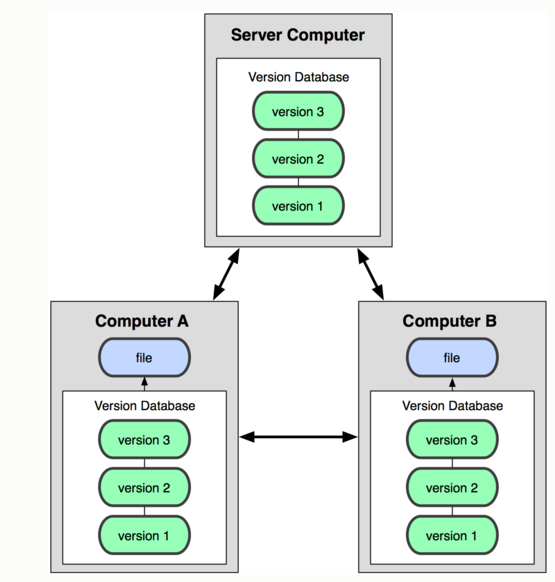 Server Computer
Version Database
version 3
version 2
version 1
Computer A
file
Version Database
version 3
version 2
version 1
Computer B
file
Version Database
version 3
version 2
version 1